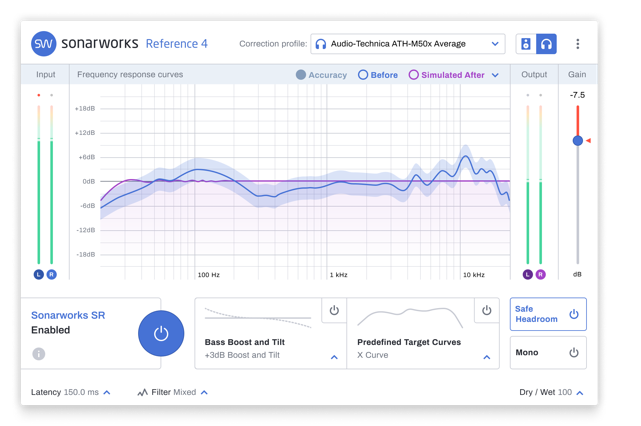 SW sonarworks Reference 4 Correction profile: Audio-Technica ATH-M50x Average
Input Frequency response curves Accuracy Before Simulated After Output Gain
-7.5
+18dB
+12dB
+6dB
0dB
-6dB
-12dB
-18dB
100 Hz 1 kHz 10 kHz
L R L R dB
Sonarworks SR
Enabled
i
Bass Boost and Tilt
+3dB Boost and Tilt
Predefined Target Curves
X Curve
Safe
Headroom
Mono
Latency 150.0 ms Filter Mixed Dry / Wet 100